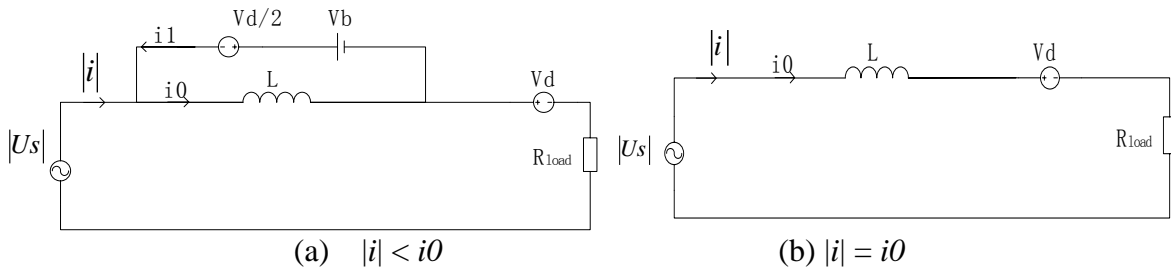 Vd/2
Vb
i1
|i|
i0
L
Vd
|Us|
Rload
(a) |i| < i0
|i|
i0
L
Vd
|Us|
Rload
(b) |i| = i0